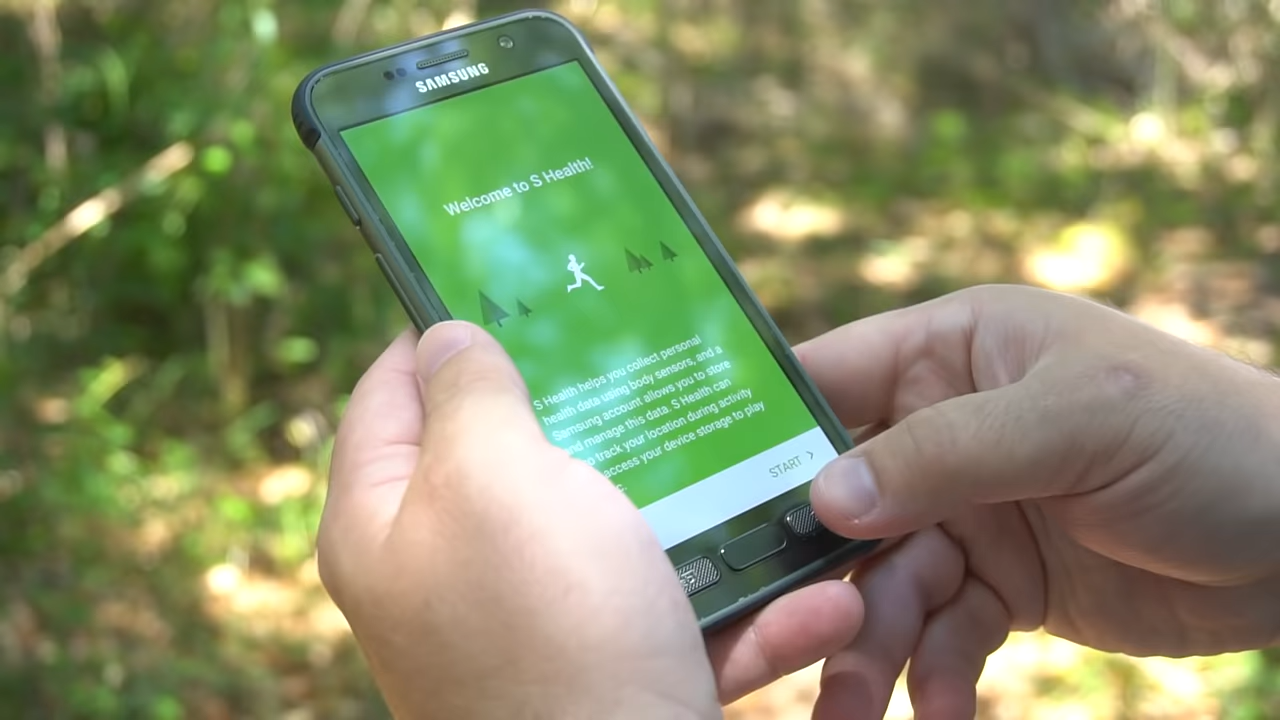 SAMSUNG
Welcome to S Health!
S Health helps you collect personal
health data using body sensors, and a
Samsung account allows you to store
and manage this data. S Health can
to track your location during activity
access your device storage to play
START >